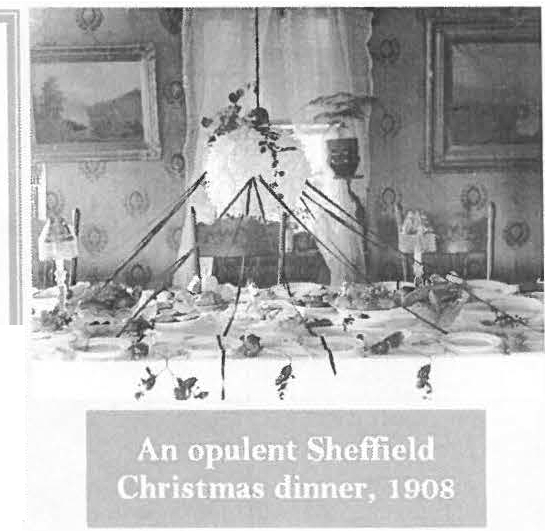 An opulent Sheffield
Christmas dinner, 1908